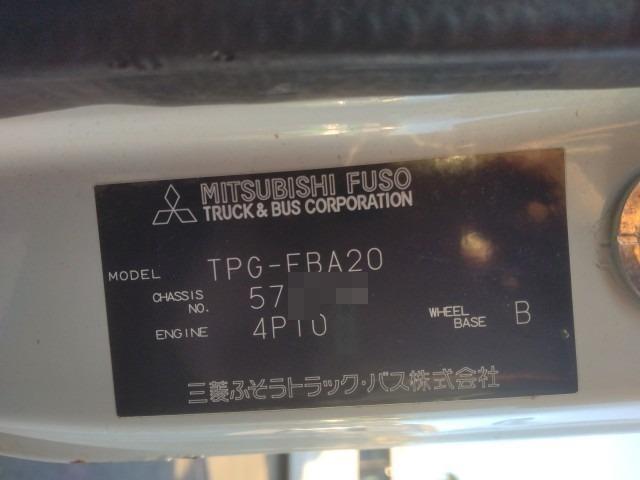 MITSUBISHI FUSO
TRUCK & BUS CORPORATION
MODEL TPG-FBA20
CHASSIS NO. 57
ENGINE 4P10
WHEEL BASE B
三菱ふそうトラック・バス株式会社